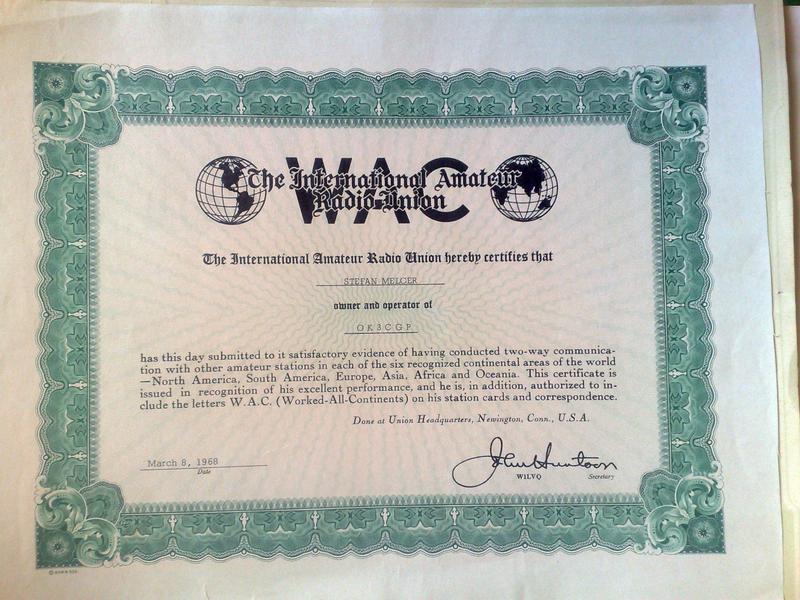 WAC
The International Amateur
Radio Union
The International Amateur Radio Union hereby certifies that
STEFAN MELCER
owner and operator of
OK3CGP
has this day submitted to it satisfactory evidence of having conducted two-way communica-
tion with other amateur stations in each of the six recognized continental areas of the world
—North America, South America, Europe, Asia, Africa and Oceania. This certificate is
issued in recognition of his excellent performance, and he is, in addition, authorized to in-
clude the letters W.A.C. (Worked-All-Continents) on his station cards and correspondence.
Done at Union Headquarters, Newington, Conn., U.S.A.
March 8, 1968
Date
John Huntoon
W1LVQ Secretary